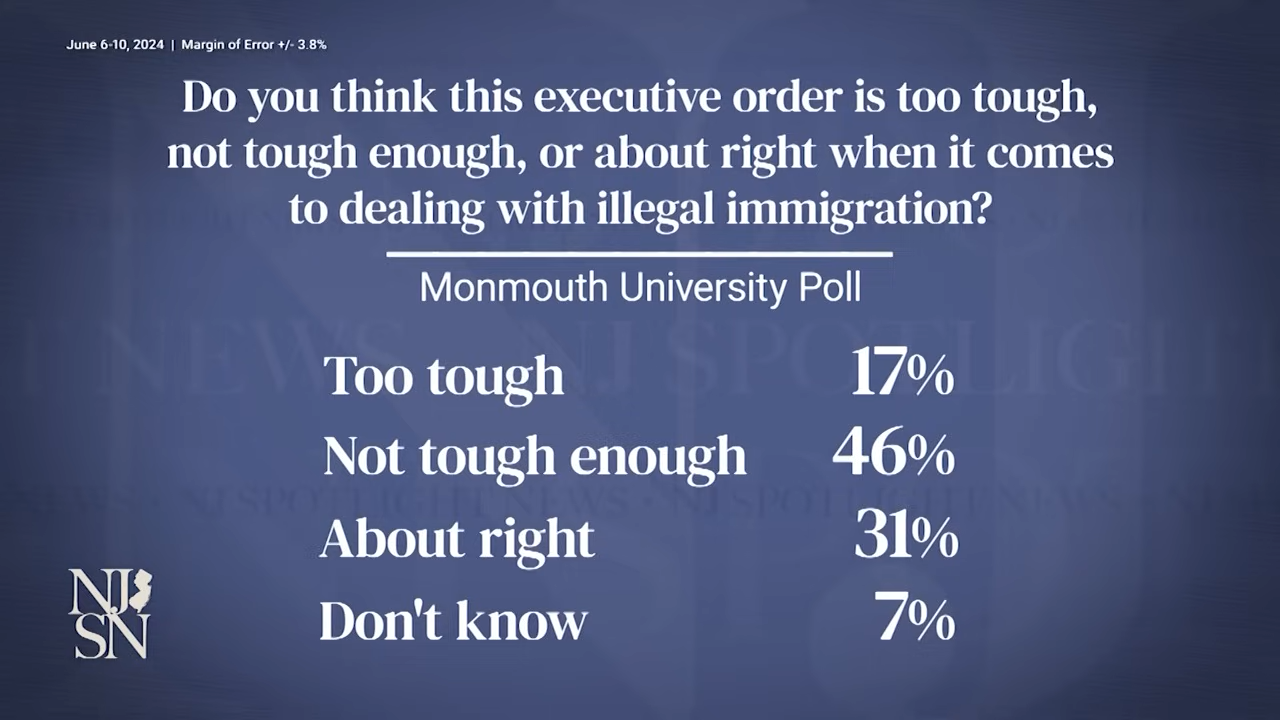 June 6-10, 2024 | Margin of Error +/- 3.8%
Do you think this executive order is too tough,
not tough enough, or about right when it comes
to dealing with illegal immigration?
Monmouth University Poll
Too tough 17%
Not tough enough 46%
About right 31%
Don't know 7%
NJ
SN